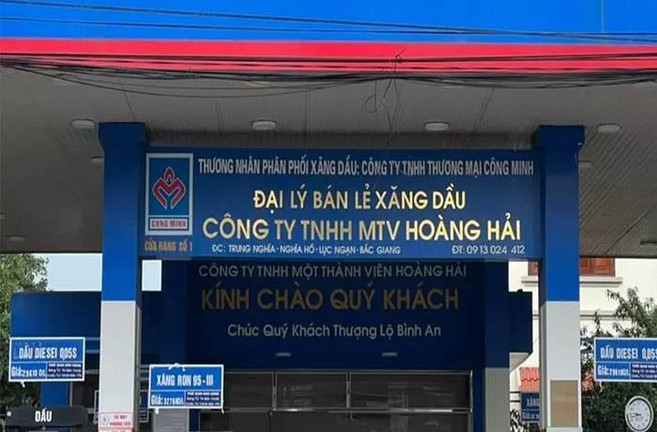 THƯƠNG NHÂN PHÂN PHỐI XĂNG DẦU: CÔNG TY TNHH THƯƠNG MẠI CÔNG MINH
ĐẠI LÝ BÁN LẺ XĂNG DẦU
CÔNG TY TNHH MTV HOÀNG HẢI
CÔNG MINH
CỬA HÀNG SỐ 1
ĐC: TRUNG NGHĨA - NGHĨA HỒ - LỤC NGẠN - BẮC GIANG
ĐT: 0913 024 412
CÔNG TY TNHH MỘT THÀNH VIÊN HOÀNG HẢI
KÍNH CHÀO QUÝ KHÁCH
Chúc Quý Khách Thượng Lộ Bình An
DẦU DIESEL 0,05S
Giá:
XĂNG RON 95-III
Giá:
DẦU DIESEL 0,05S
Giá:
DẦU